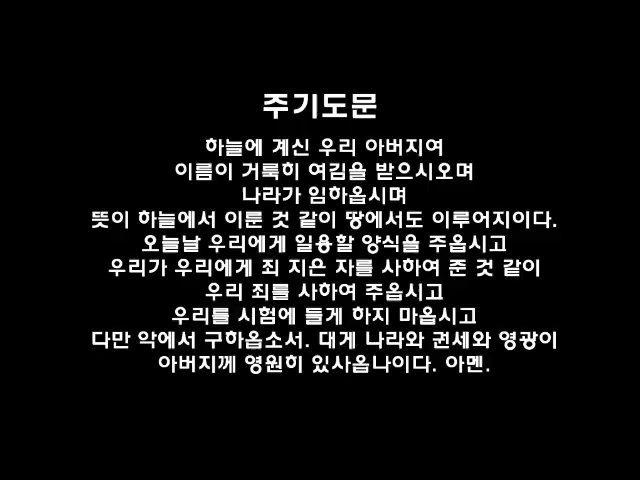 주기도문
하늘에 계신 우리 아버지여
이름이 거룩히 여김을 받으시오며
나라가 임하옵시며
뜻이 하늘에서 이룬 것 같이 땅에서도 이루어지이다.
오늘날 우리에게 일용할 양식을 주옵시고
우리가 우리에게 죄 지은 자를 사하여 준 것 같이
우리 죄를 사하여 주옵시고
우리를 시험에 들게 하지 마옵시고
다만 악에서 구하옵소서. 대게 나라와 권세와 영광이
아버지께 영원히 있사옵나이다. 아멘.